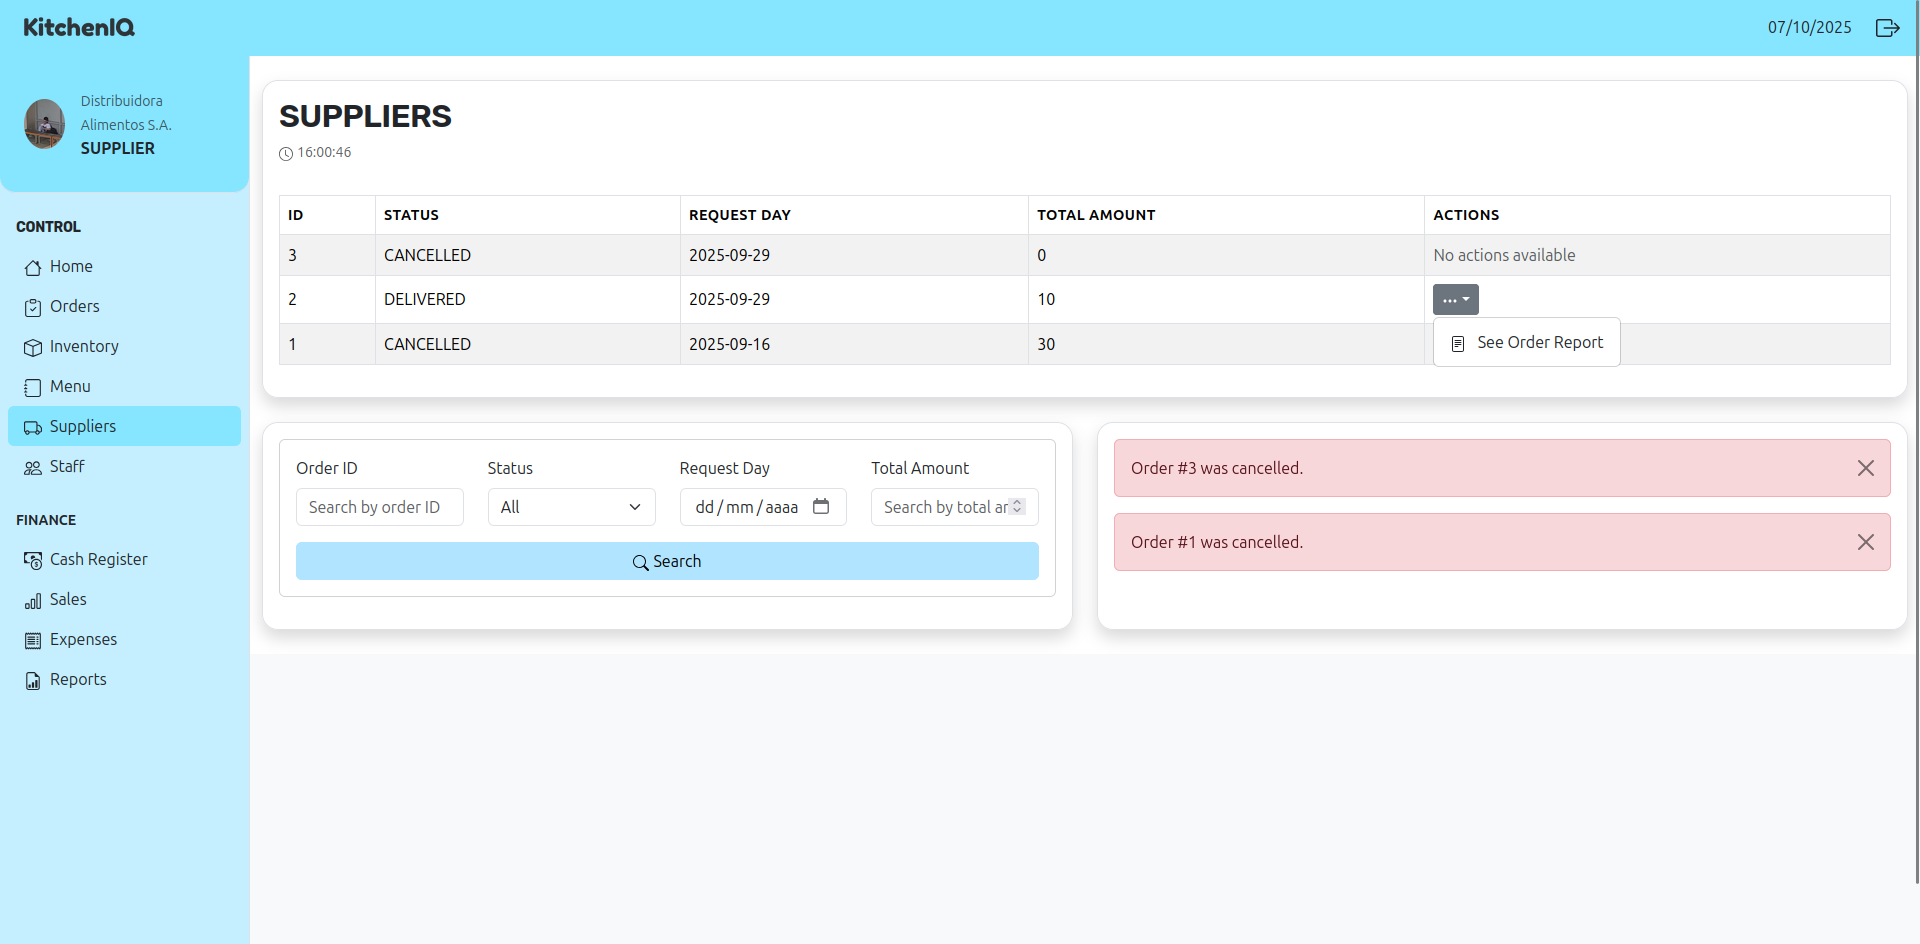 KitchenIQ
07/10/2025
Distribuidora
Alimentos S.A.
SUPPLIER
CONTROL
Home
Orders
Inventory
Menu
Suppliers
Staff
FINANCE
Cash Register
Sales
Expenses
Reports
SUPPLIERS
16:00:46
ID STATUS REQUEST DAY TOTAL AMOUNT ACTIONS
3 CANCELLED 2025-09-29 0 No actions available
2 DELIVERED 2025-09-29 10 ...
1 CANCELLED 2025-09-16 30
See Order Report
Order ID Status Request Day Total Amount
Search by order ID All dd/mm/aaaa Search by total ar
Search
Order #3 was cancelled.
Order #1 was cancelled.